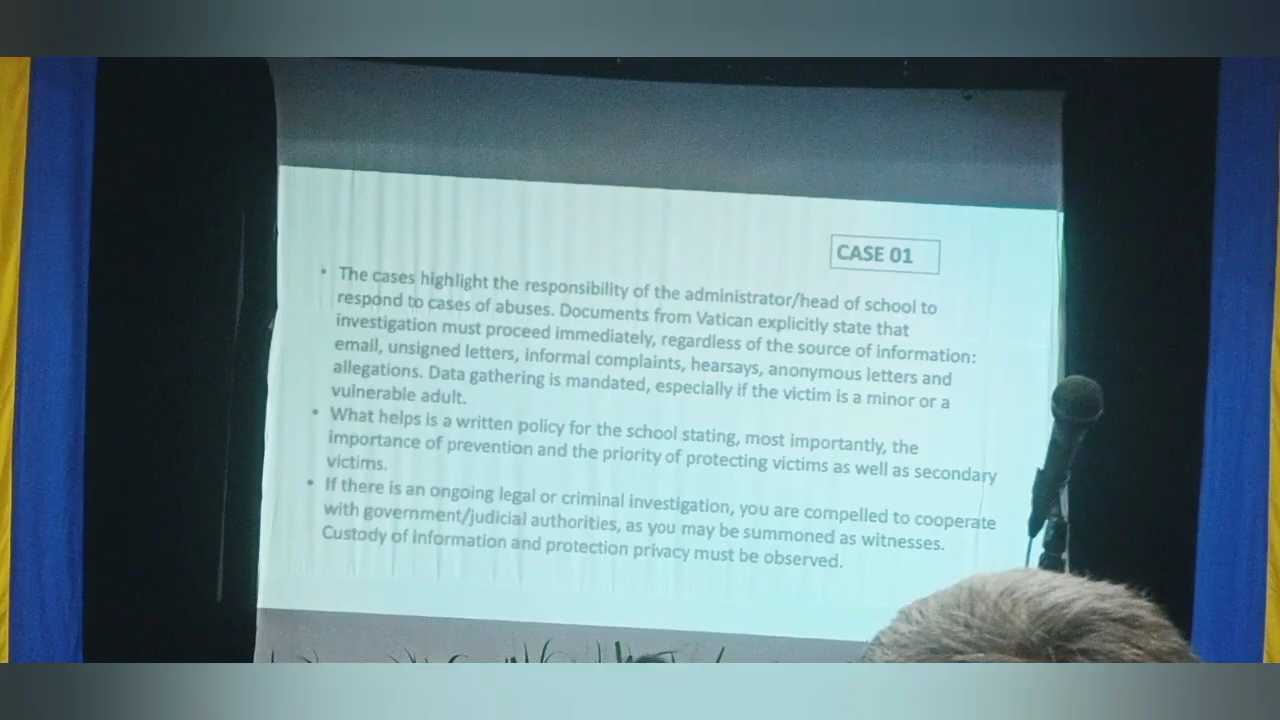 CASE 01
• The cases highlight the responsibility of the administrator/head of school to
respond to cases of abuses. Documents from Vatican explicitly state that
investigation must proceed immediately, regardless of the source of information:
email, unsigned letters, informal complaints, hearsays, anonymous letters and
allegations. Data gathering is mandated, especially if the victim is a minor or a
vulnerable adult.
• What helps is a written policy for the school stating, most importantly, the
importance of prevention and the priority of protecting victims as well as secondary
victims.
• If there is an ongoing legal or criminal investigation, you are compelled to cooperate
with government/judicial authorities, as you may be summoned as witnesses.
Custody of information and protection privacy must be observed.